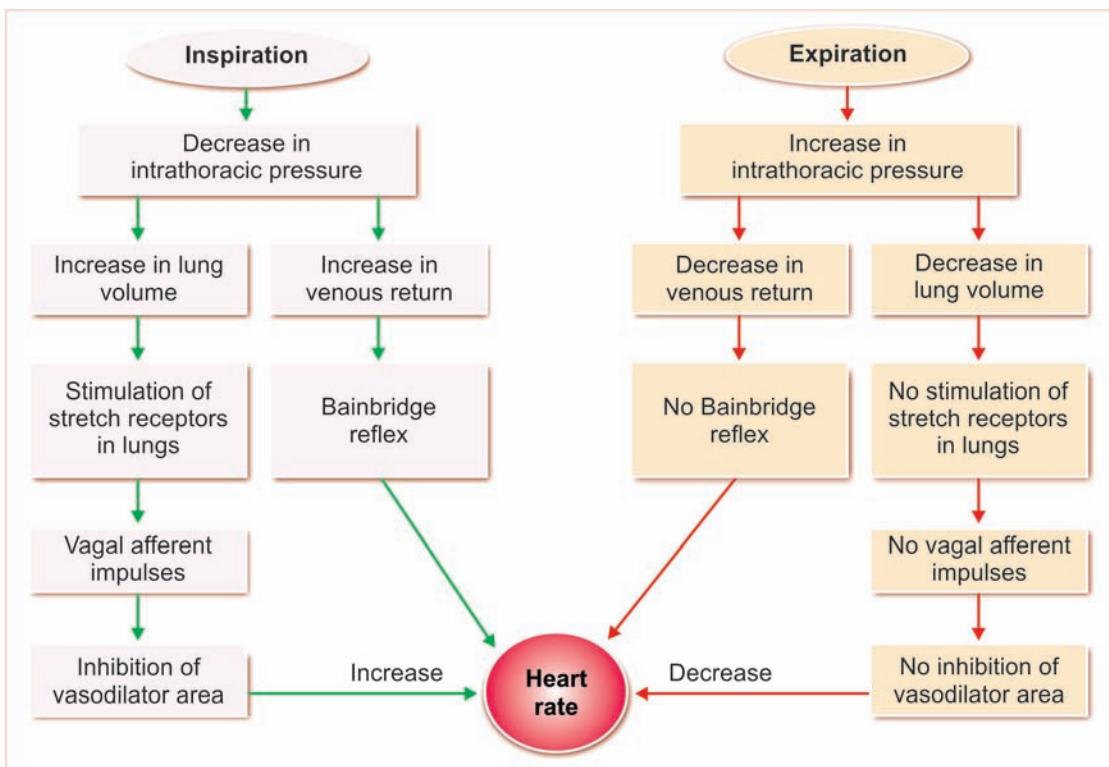 Inspiration
Decrease in
intrathoracic pressure
Increase in lung
volume
Increase in
venous return
Stimulation of
stretch receptors
in lungs
Bainbridge
reflex
Vagal afferent
impulses
Inhibition of
vasodilator area
Increase
Expiration
Increase in
intrathoracic pressure
Decrease in
venous return
Decrease in
lung volume
No Bainbridge
reflex
No stimulation of
stretch receptors
in lungs
No vagal afferent
impulses
No inhibition of
vasodilator area
Decrease
Heart
rate